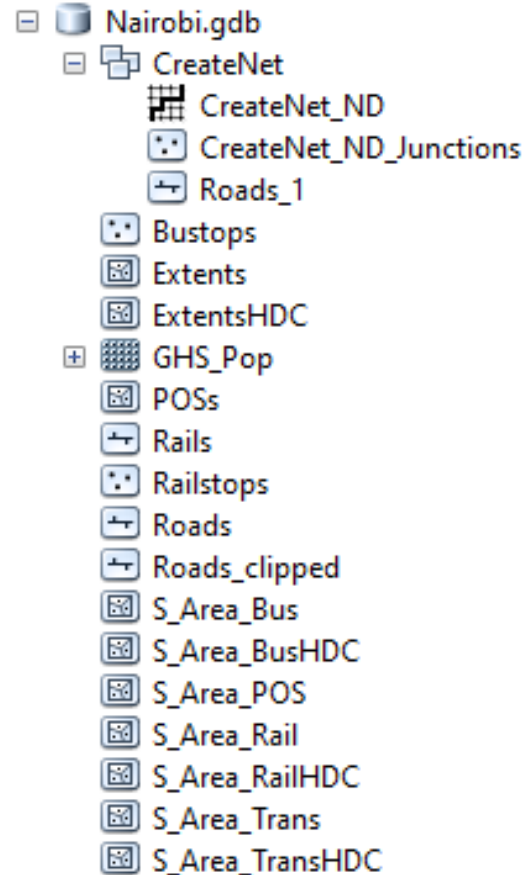 Nairobi.gdb
CreateNet
CreateNet_ND
CreateNet_ND_Junctions
Roads_1
Bustops
Extents
ExtentsHDC
GHS_Pop
POSs
Rails
Railstops
Roads
Roads_clipped
S_Area_Bus
S_Area_BusHDC
S_Area_POS
S_Area_Rail
S_Area_RailHDC
S_Area_Trans
S_Area_TransHDC